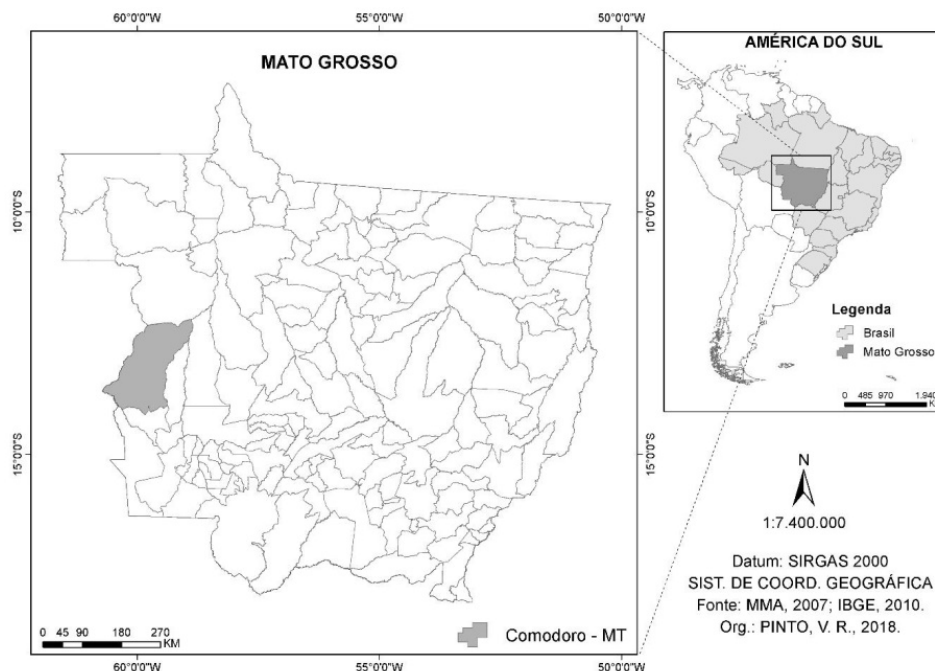 60°0'0"W
55°0'0"W
50°0'0"W
MATO GROSSO
10°0'0"S
15°0'0"S
0 45 90 180 270
KM
Comodoro - MT
60°0'0"W
55°0'0"W
50°0'0"W
10°0'0"S
15°0'0"S
AMÉRICA DO SUL
Legenda
Brasil
Mato Grosso
0 485 970 1.940
K
N
1:7.400.000
Datum: SIRGAS 2000
SIST. DE COORD. GEOGRÁFICA
Fonte: MMA, 2007; IBGE, 2010.
Org.: PINTO, V. R., 2018.